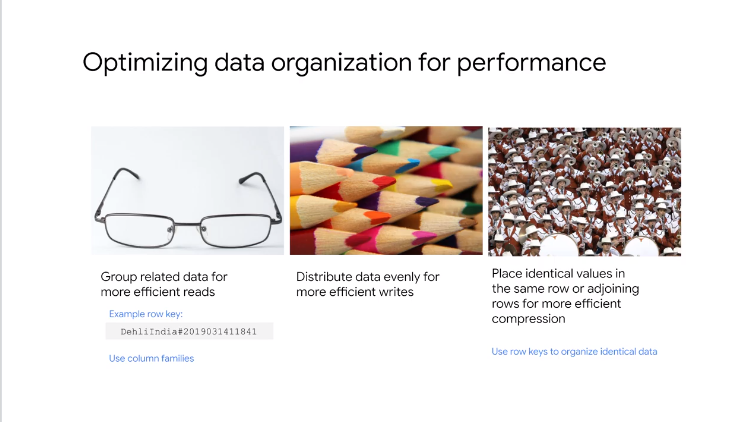 Optimizing data organization for performance
Group related data for
more efficient reads
Example row key:
DehliIndia#2019031411841
Use column families
Distribute data evenly for
more efficient writes
Place identical values in
the same row or adjoining
rows for more efficient
compression
Use row keys to organize identical data